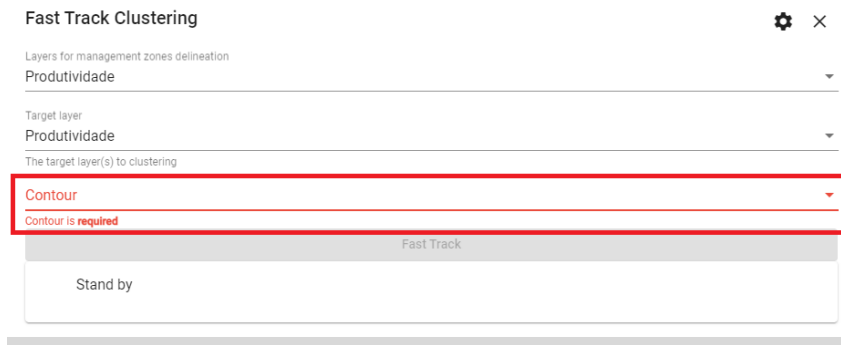 Fast Track Clustering
Layers for management zones delineation
Produtividade
Target layer
Produtividade
The target layer(s) to clustering
Contour
Contour is required
Fast Track
Stand by